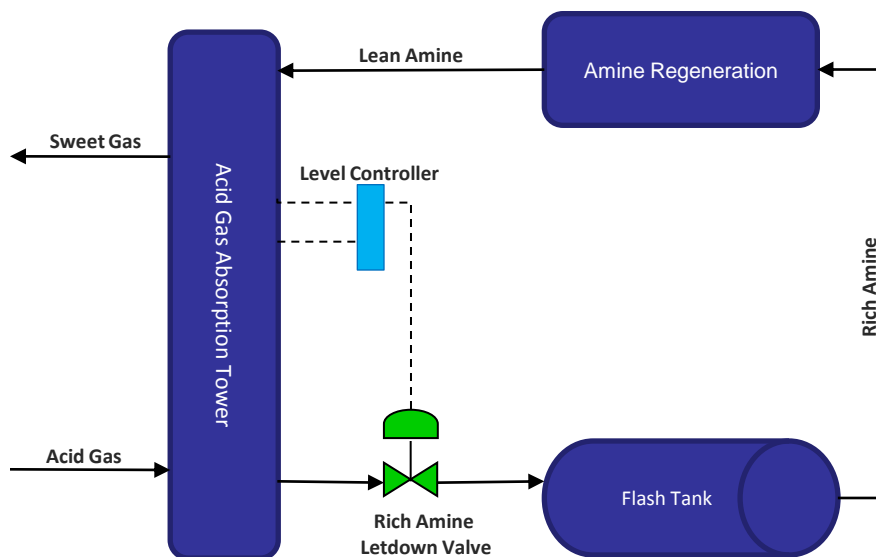 Lean Amine
Amine Regeneration
Sweet Gas
Acid Gas Absorption Tower
Level Controller
Rich Amine
Acid Gas
Flash Tank
Rich Amine
Letdown Valve